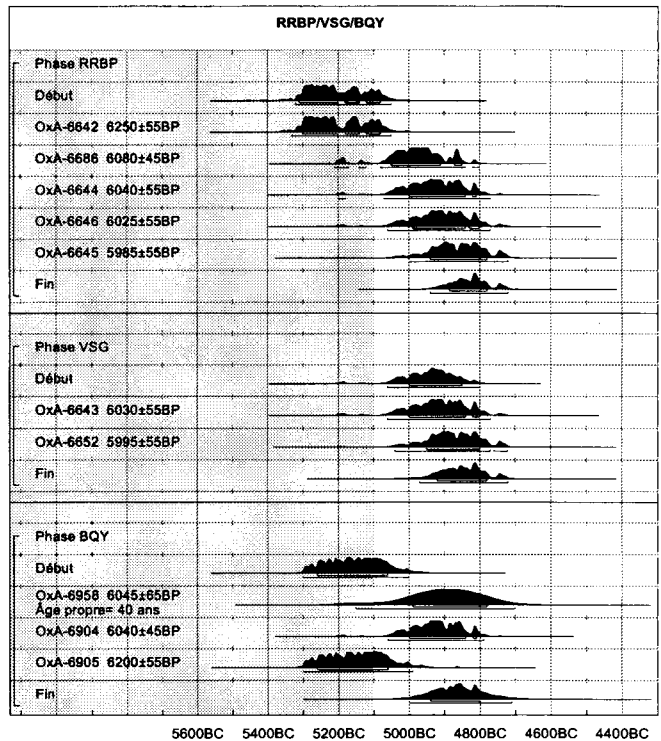 RRBP/VSG/BQY
Phase RRBP
Début
OxA-6642 6250±55BP
OxA-6686 6080±45BP
OxA-6644 6040±55BP
OxA-6646 6025±55BP
OxA-6645 5985±55BP
Fin
Phase VSG
Début
OxA-6643 6030±55BP
OxA-6652 5995±55BP
Fin
Phase BQY
Début
OxA-6958 6045±65BP
Âge propre= 40 ans
OxA-6904 6040±45BP
OxA-6905 6200±55BP
Fin
5600BC 5400BC 5200BC 5000BC 4800BC 4600BC 4400BC